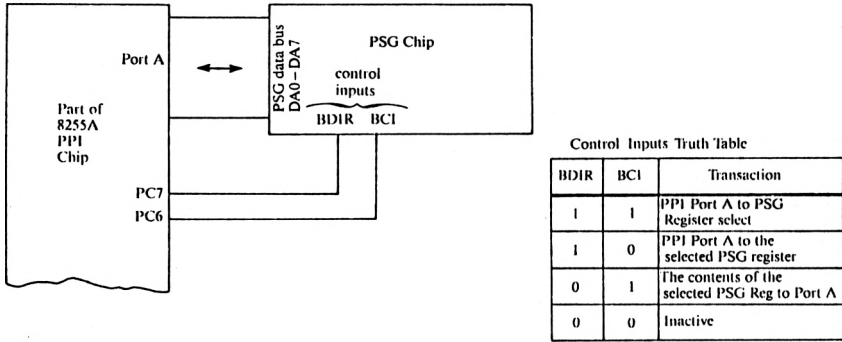 Port A
PSG data bus
DA0 – DA7
PSG Chip
control
inputs
BDIR BC1
Part of
8255A
PPI
Chip
PC7
PC6
Control Inputs Truth Table
BDIR BC1 Transaction
1 1 PPI Port A to PSG
Register select
1 0 PPI Port A to the
selected PSG register
0 1 The contents of the
selected PSG Reg to Port A
0 0 Inactive